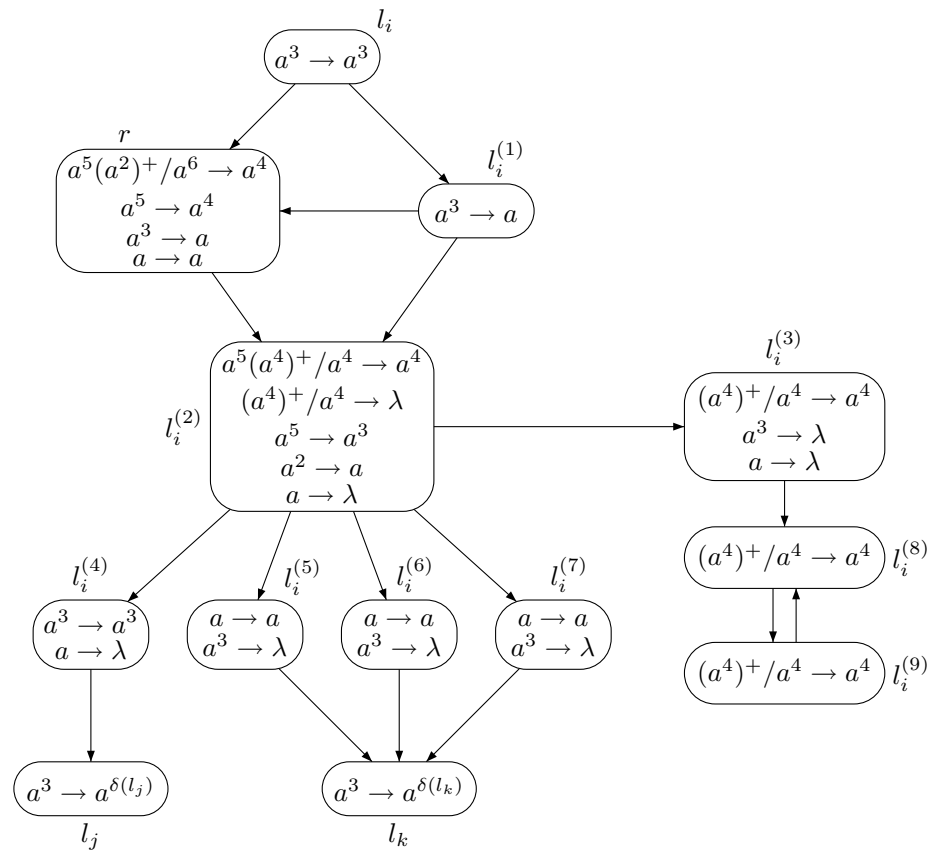 l_i
a^3 → a^3
r
a^5(a^2)^+/a^6 → a^4
a^5 → a^4
a^3 → a
a → a
l_i^{(1)}
a^3 → a
l_i^{(2)}
a^5(a^4)^+/a^4 → a^4
(a^4)^+/a^4 → λ
a^5 → a^3
a^2 → a
a → λ
l_i^{(3)}
(a^4)^+/a^4 → a^4
a^3 → λ
a → λ
l_i^{(4)}
a^3 → a^3
a → λ
l_i^{(5)}
a → a
a^3 → λ
l_i^{(6)}
a → a
a^3 → λ
l_i^{(7)}
a → a
a^3 → λ
(a^4)^+/a^4 → a^4 l_i^{(8)}
(a^4)^+/a^4 → a^4 l_i^{(9)}
a^3 → a^{δ(l_j)}
l_j
a^3 → a^{δ(l_k)}
l_k